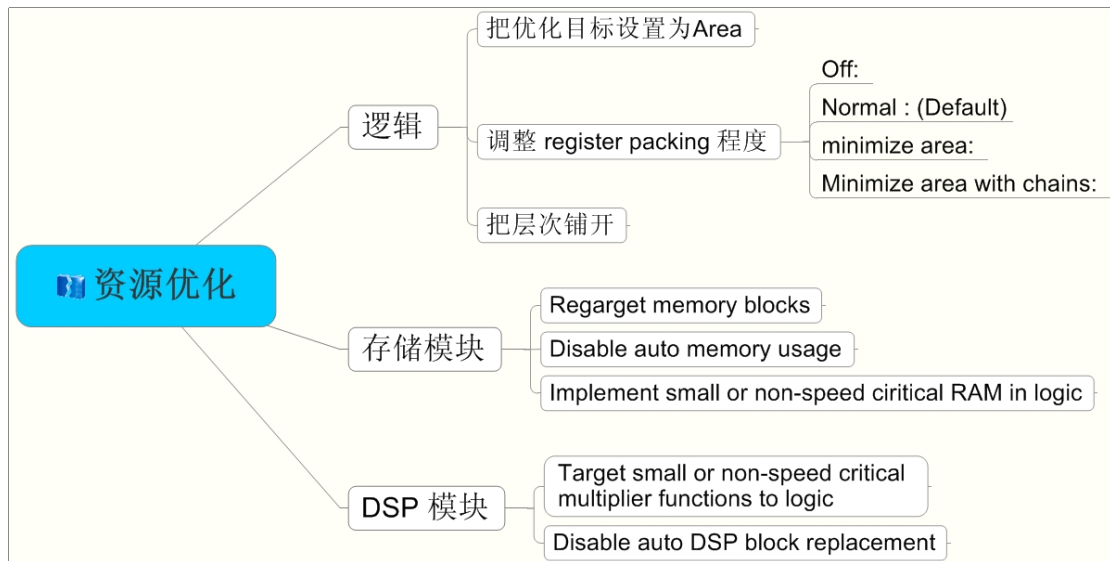 资源优化
逻辑
把优化目标设置为Area
调整 register packing 程度
Off:
Normal : (Default)
minimize area:
Minimize area with chains:
把层次铺开
存储模块
Regarget memory blocks
Disable auto memory usage
Implement small or non-speed ciritical RAM in logic
DSP 模块
Target small or non-speed critical
multiplier functions to logic
Disable auto DSP block replacement